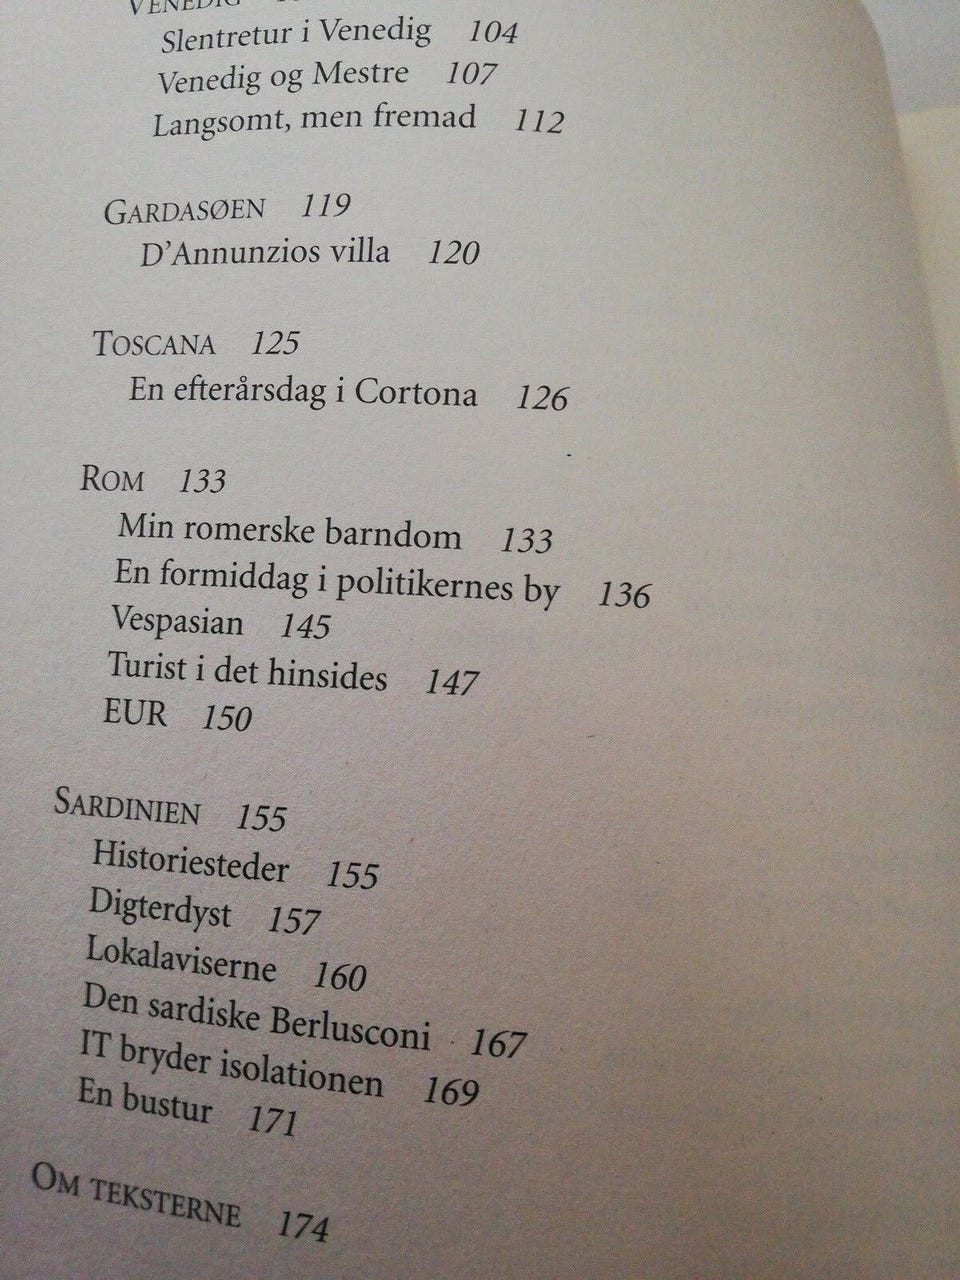 VENEDIG
Slentretur i Venedig 104
Venedig og Mestre 107
Langsomt, men fremad 112
GARDASØEN 119
D’Annunzios villa 120
TOSCANA 125
En efterårsdag i Cortona 126
ROM 133
Min romerske barndom 133
En formiddag i politikernes by 136
Vespasian 145
Turist i det hinsides 147
EUR 150
SARDINIEN 155
Historiesteder 155
Digterdyst 157
Lokalaviserne 160
Den sardiske Berlusconi 167
IT bryder isolationen 169
En bustur 171
OM TEKSTERNE 174